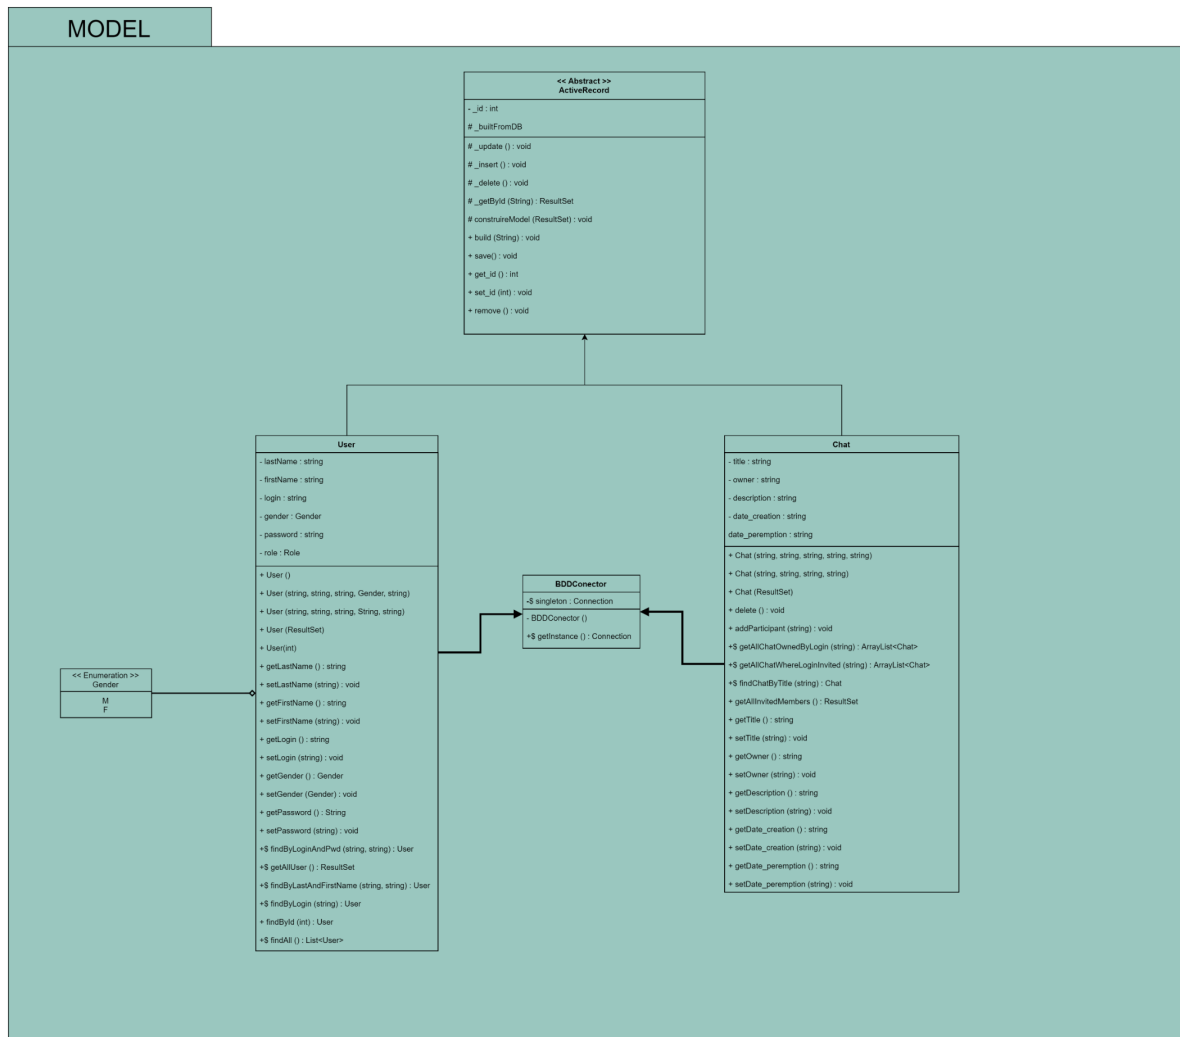 MODEL
<< Abstract >>
ActiveRecord
- _id : int
# _builtFromDB
# _update () : void
# _insert () : void
# _delete () : void
# _getById (String) : ResultSet
# construireModel (ResultSet) : void
+ build (String) : void
+ save() : void
+ get_id () : int
+ set_id (int) : void
+ remove () : void
User
- lastName : string
- firstName : string
- login : string
- gender : Gender
- password : string
- role : Role
+ User ()
+ User (string, string, string, Gender, string)
+ User (string, string, string, String, string)
+ User (ResultSet)
+ User(int)
+ getLastName () : string
+ setLastName (string) : void
+ getFirstName () : string
+ setFirstName (string) : void
+ getLogin () : string
+ setLogin (string) : void
+ getGender () : Gender
+ setGender (Gender) : void
+ getPassword () : String
+ setPassword (string) : void
+$ findByLoginAndPwd (string, string) : User
+$ getAllUser () : ResultSet
+$ findByLastAndFirstName (string, string) : User
+$ findByLogin (string) : User
+ findById (int) : User
+$ findAll () : List<User>
<< Enumeration >>
Gender
M
F
BDDConector
-$ singleton : Connection
- BDDConector ()
+$ getInstance () : Connection
Chat
- title : string
- owner : string
- description : string
- date_creation : string
date_peremption : string
+ Chat (string, string, string, string, string)
+ Chat (string, string, string, string)
+ Chat (ResultSet)
+ delete () : void
+ addParticipant (string) : void
+$ getAllChatOwnedByLogin (string) : ArrayList<Chat>
+$ getAllChatWhereLoginInvited (string) : ArrayList<Chat>
+$ findChatByTitle (string) : Chat
+ getAllInvitedMembers () : ResultSet
+ getTitle () : string
+ setTitle (string) : void
+ getOwner () : string
+ setOwner (string) : void
+ getDescription () : string
+ setDescription (string) : void
+ getDate_creation () : string
+ setDate_creation (string) : void
+ getDate_peremption () : string
+ setDate_peremption (string) : void